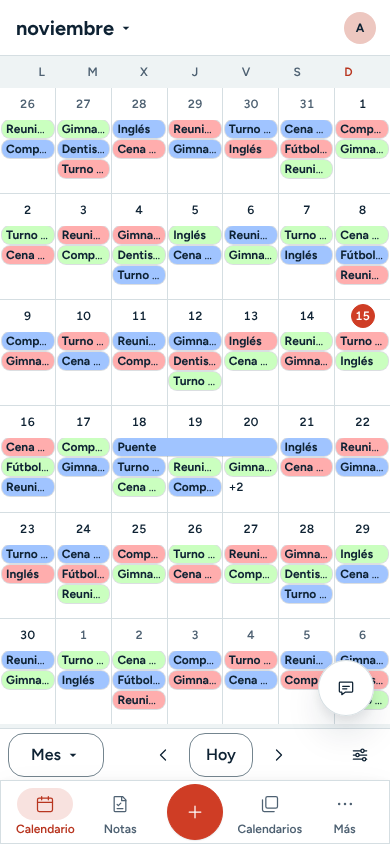 noviembre
A
L M X J V S D
26 27 28 29 30 31 1
Reuni... Gimna... Inglés Reuni... Turno ... Cena ... Comp...
Comp... Dentis... Cena ... Gimna... Inglés Fútbol... Gimna...
Turno ... Reuni...
2 3 4 5 6 7 8
Turno ... Reuni... Gimna... Inglés Reuni... Turno ... Cena ...
Cena ... Comp... Dentis... Cena ... Gimna... Inglés Fútbol...
Turno ... Reuni...
9 10 11 12 13 14 15
Comp... Turno ... Reuni... Gimna... Inglés Reuni... Turno ...
Gimna... Cena ... Comp... Dentis... Cena ... Gimna... Inglés
Turno ...
16 17 18 19 20 21 22
Cena ... Comp... Puente Inglés Reuni...
Fútbol... Gimna... Turno ... Reuni... Gimna... Cena ... Gimna...
Reuni... Cena ... Comp... +2
23 24 25 26 27 28 29
Turno ... Cena ... Comp... Turno ... Reuni... Gimna... Inglés
Inglés Fútbol... Gimna... Cena ... Comp... Dentis... Cena ...
Reuni... Turno ...
30 1 2 3 4 5 6
Reuni... Turno ... Cena ... Comp... Turno ... Reuni... Gimna...
Gimna... Inglés Fútbol... Gimna... Cena ... Comp...
Reuni...
Mes Hoy
Calendario Notas Calendarios Más